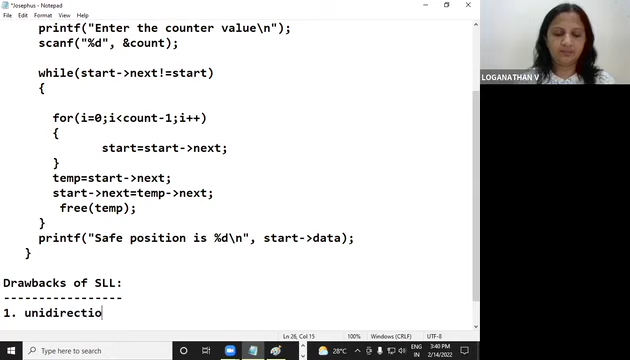 *Josephus - Notepad
File Edit Format View Help
printf("Enter the counter value\n");
scanf("%d", &count);
while(start->next!=start)
{
for(i=0;i<count-1;i++)
{
start=start->next;
}
temp=start->next;
start->next=temp->next;
free(temp);
}
printf("Safe position is %d\n", start->data);
}
Drawbacks of SLL:
-----------------
1. unidirectio
Ln 26, Col 15 100% Windows (CRLF) UTF-8
Type here to search
28°C
ENG
IN
3:40 PM
2/14/2022
LOGANATHAN V